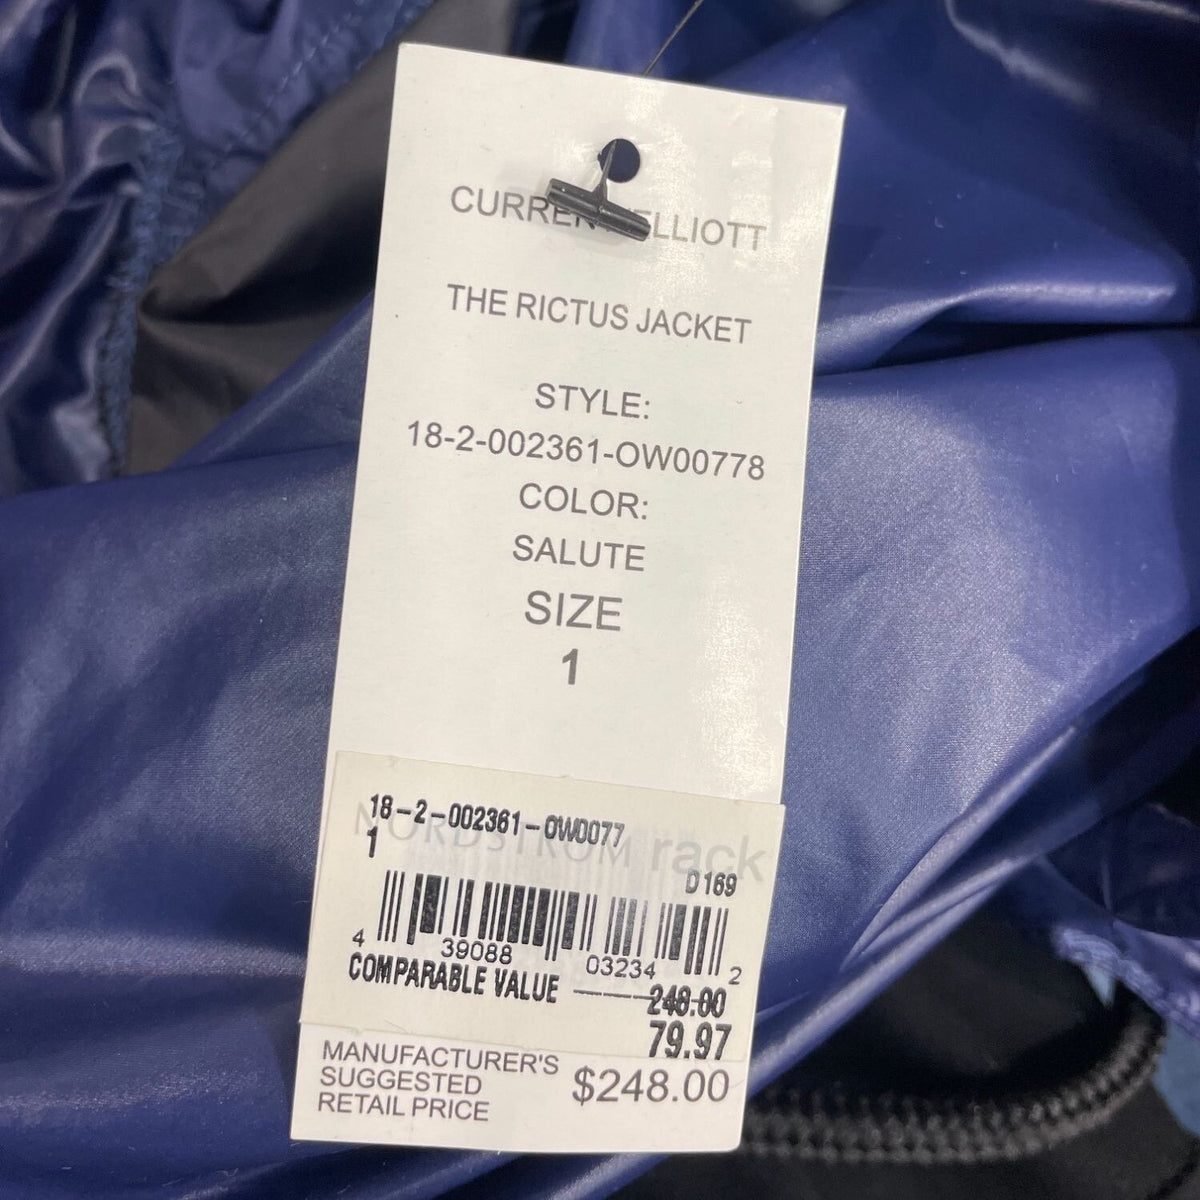 CURRENT ELLIOTT
THE RICTUS JACKET
STYLE:
18-2-002361-OW00778
COLOR:
SALUTE
SIZE
1
18-2-002361-OW0077
NORDSTROM rack
1
D169
4 39088 03234 2
COMPARABLE VALUE 248.00
79.97
MANUFACTURER'S
SUGGESTED
RETAIL PRICE
$248.00